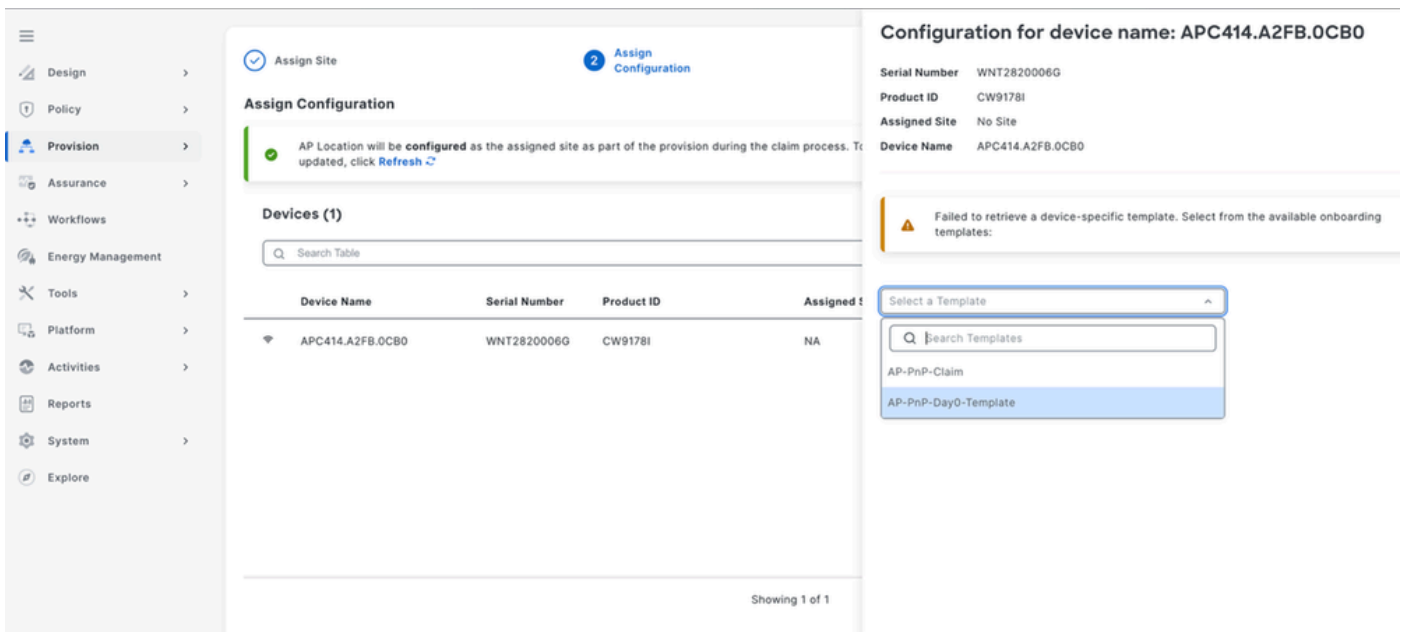 Design
Policy
Provision
Assurance
Workflows
Energy Management
Tools
Platform
Activities
Reports
System
Explore
Assign Site
2
Assign
Configuration
Assign Configuration
AP Location will be configured as the assigned site as part of the provision during the claim process. To
updated, click Refresh
Devices (1)
Search Table
Device Name Serial Number Product ID Assigned S
APC414.A2FB.0CB0 WNT2820006G CW9178I NA
Showing 1 of 1
Configuration for device name: APC414.A2FB.0CB0
Serial Number WNT2820006G
Product ID CW9178I
Assigned Site No Site
Device Name APC414.A2FB.0CB0
Failed to retrieve a device-specific template. Select from the available onboarding
templates:
Select a Template
Search Templates
AP-PnP-Claim
AP-PnP-Day0-Template